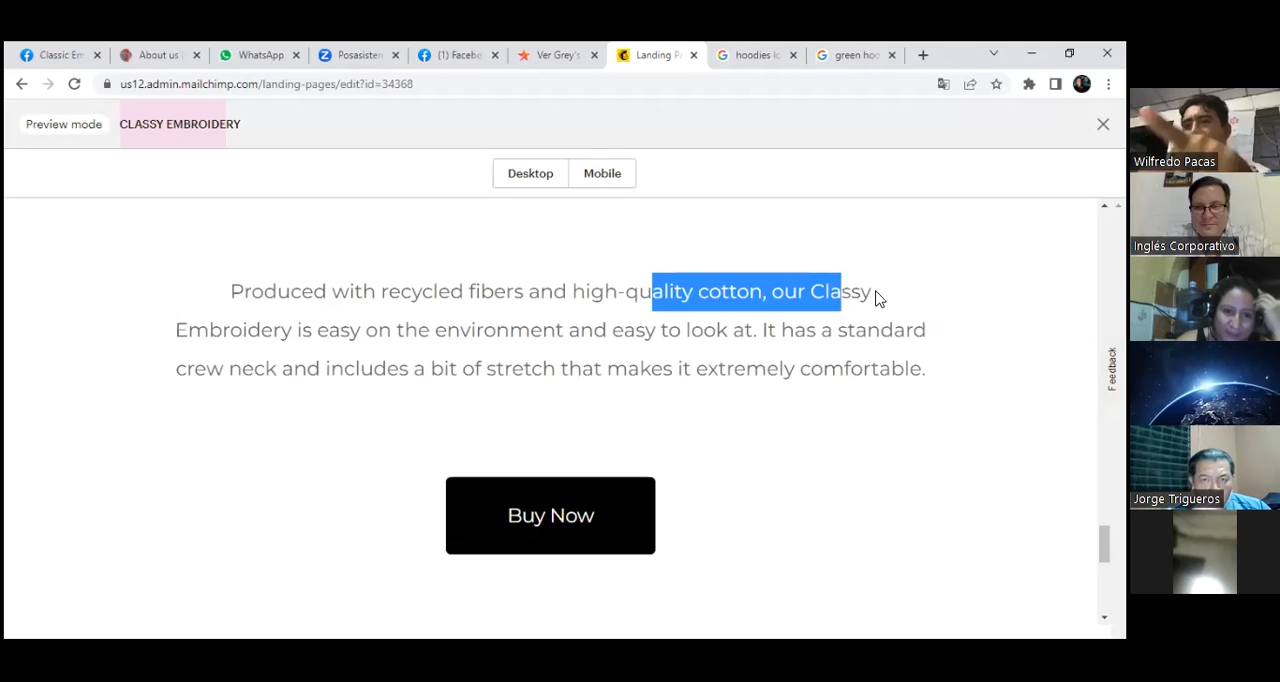 Classic Em
About us
WhatsApp
Posasisten
(1) Facebo
Ver Grey's
Landing Pa
hoodies lo
green hoo
us12.admin.mailchimp.com/landing-pages/edit?id=34368
Preview mode
CLASSY EMBROIDERY
Desktop
Mobile
Produced with recycled fibers and high-quality cotton, our Classy
Embroidery is easy on the environment and easy to look at. It has a standard
crew neck and includes a bit of stretch that makes it extremely comfortable.
Buy Now
Feedback
Wilfredo Pacas
Inglés Corporativo
Jorge Trigueros